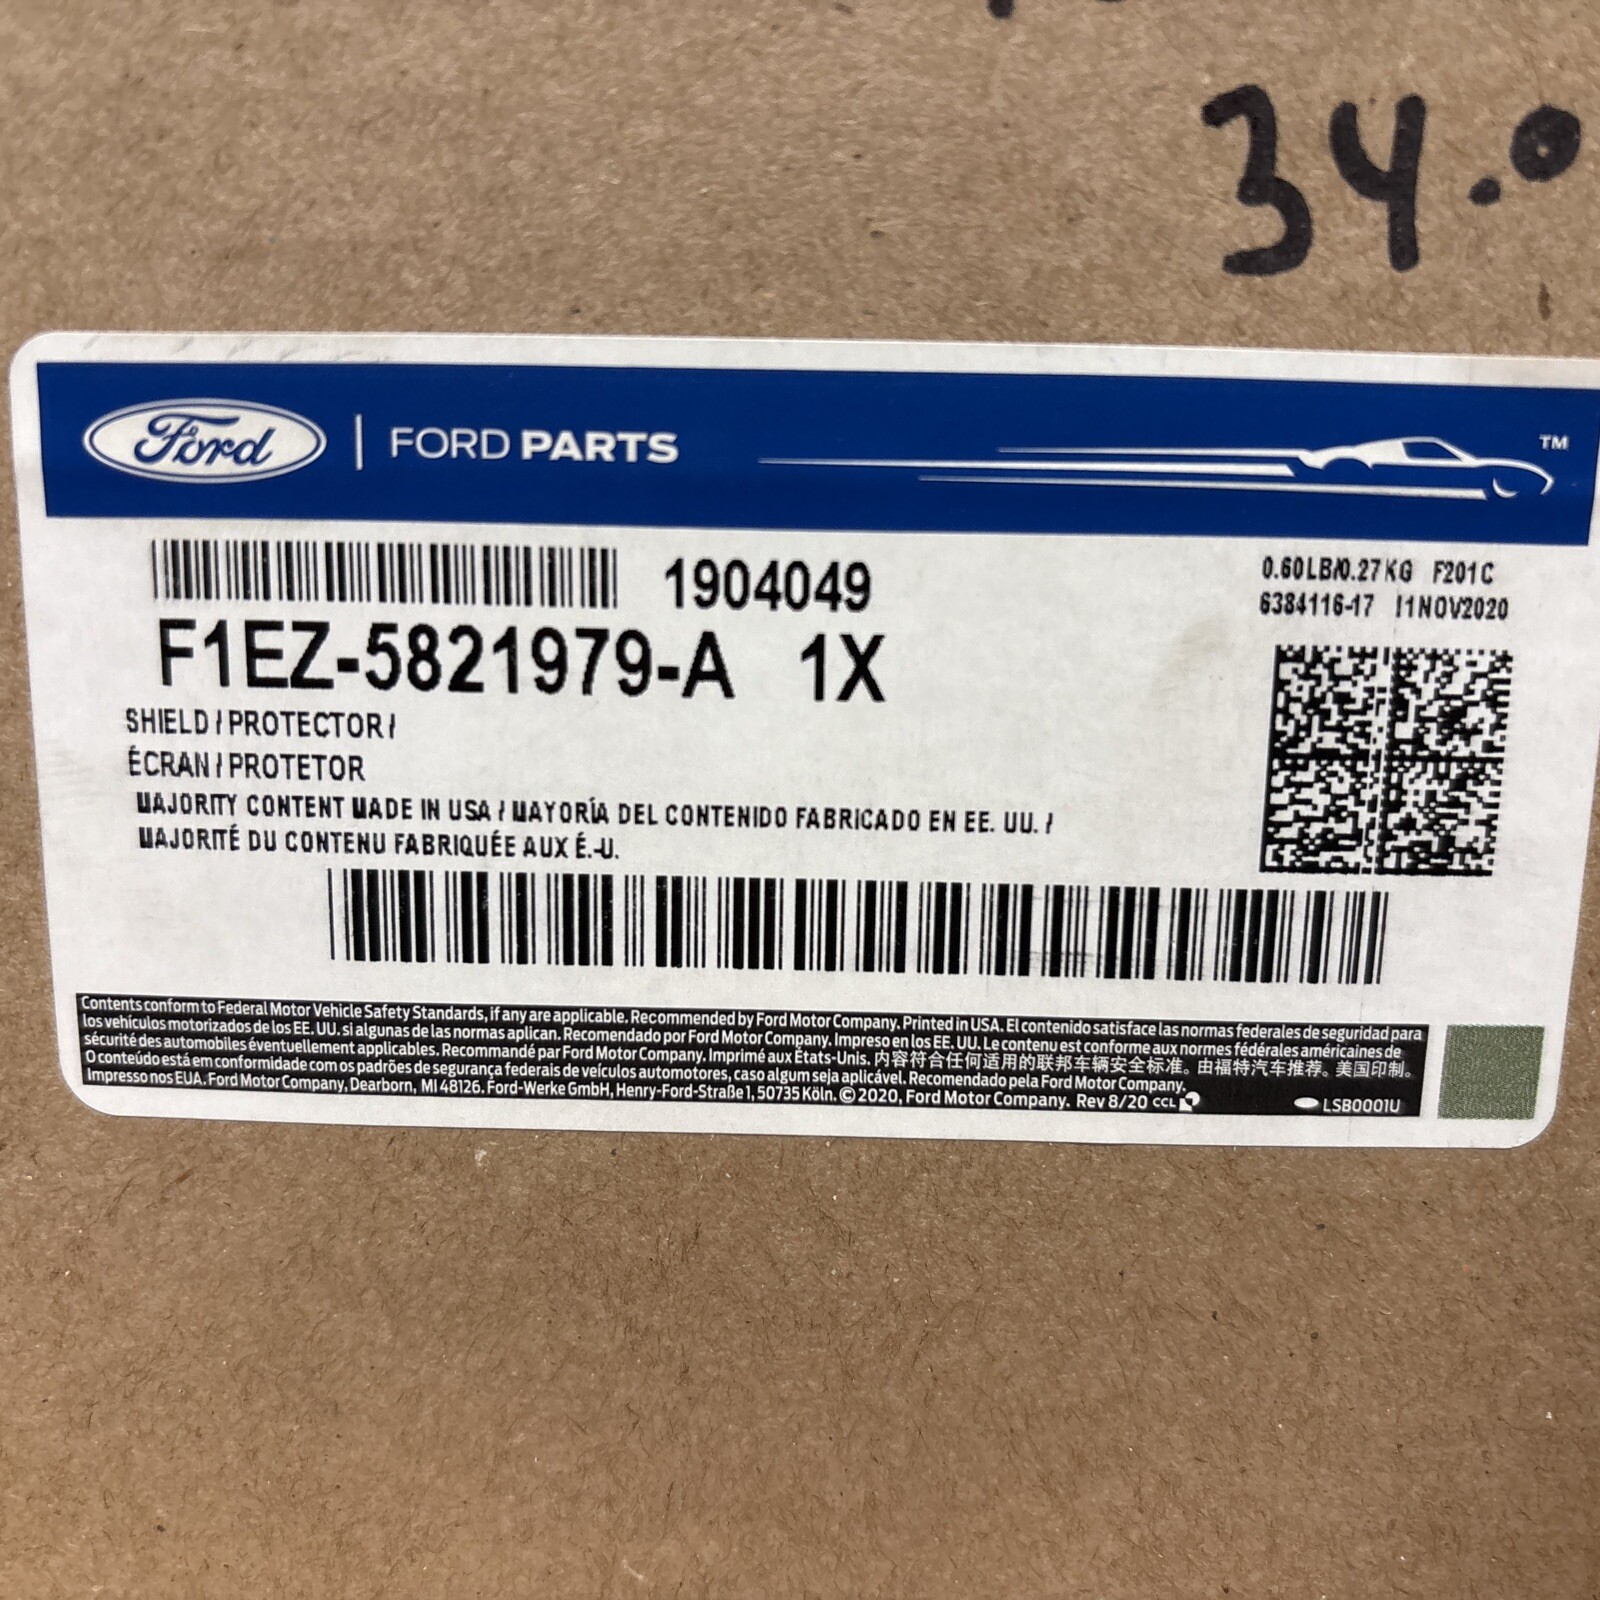 34.0
Ford | FORD PARTS
TM
1904049
0.60LB/0.27KG F201C
F1EZ-5821979-A 1X
6384116-17 11NOV2020
SHIELD / PROTECTOR /
ÉCRAN / PROTETOR
MAJORITY CONTENT MADE IN USA / MAYORÍA DEL CONTENIDO FABRICADO EN EE. UU. /
MAJORITÉ DU CONTENU FABRIQUÉE AUX É.-U.
Contents conform to Federal Motor Vehicle Safety Standards, if any are applicable. Recommended by Ford Motor Company. Printed in USA. El contenido satisface las normas federales de seguridad para
los vehículos motorizados de los EE. UU. si algunas de las normas aplican. Recomendado por Ford Motor Company. Impreso en los EE. UU. Le contenu est conforme aux normes fédérales américaines de
sécurité des automobiles éventuellement applicables. Recommandé par Ford Motor Company. Imprimé aux États-Unis. 内容符合任何适用的联邦车辆安全标准。由福特汽车推荐。美国印制。
O conteúdo está em conformidade com os padrões de segurança federais de veículos automotores, caso algum seja aplicável. Recomendado pela Ford Motor Company.
Impresso nos EUA. Ford Motor Company, Dearborn, MI 48126. Ford-Werke GmbH, Henry-Ford-Straße 1, 50735 Köln. © 2020, Ford Motor Company. Rev 8/20 CCL
LSB0001U